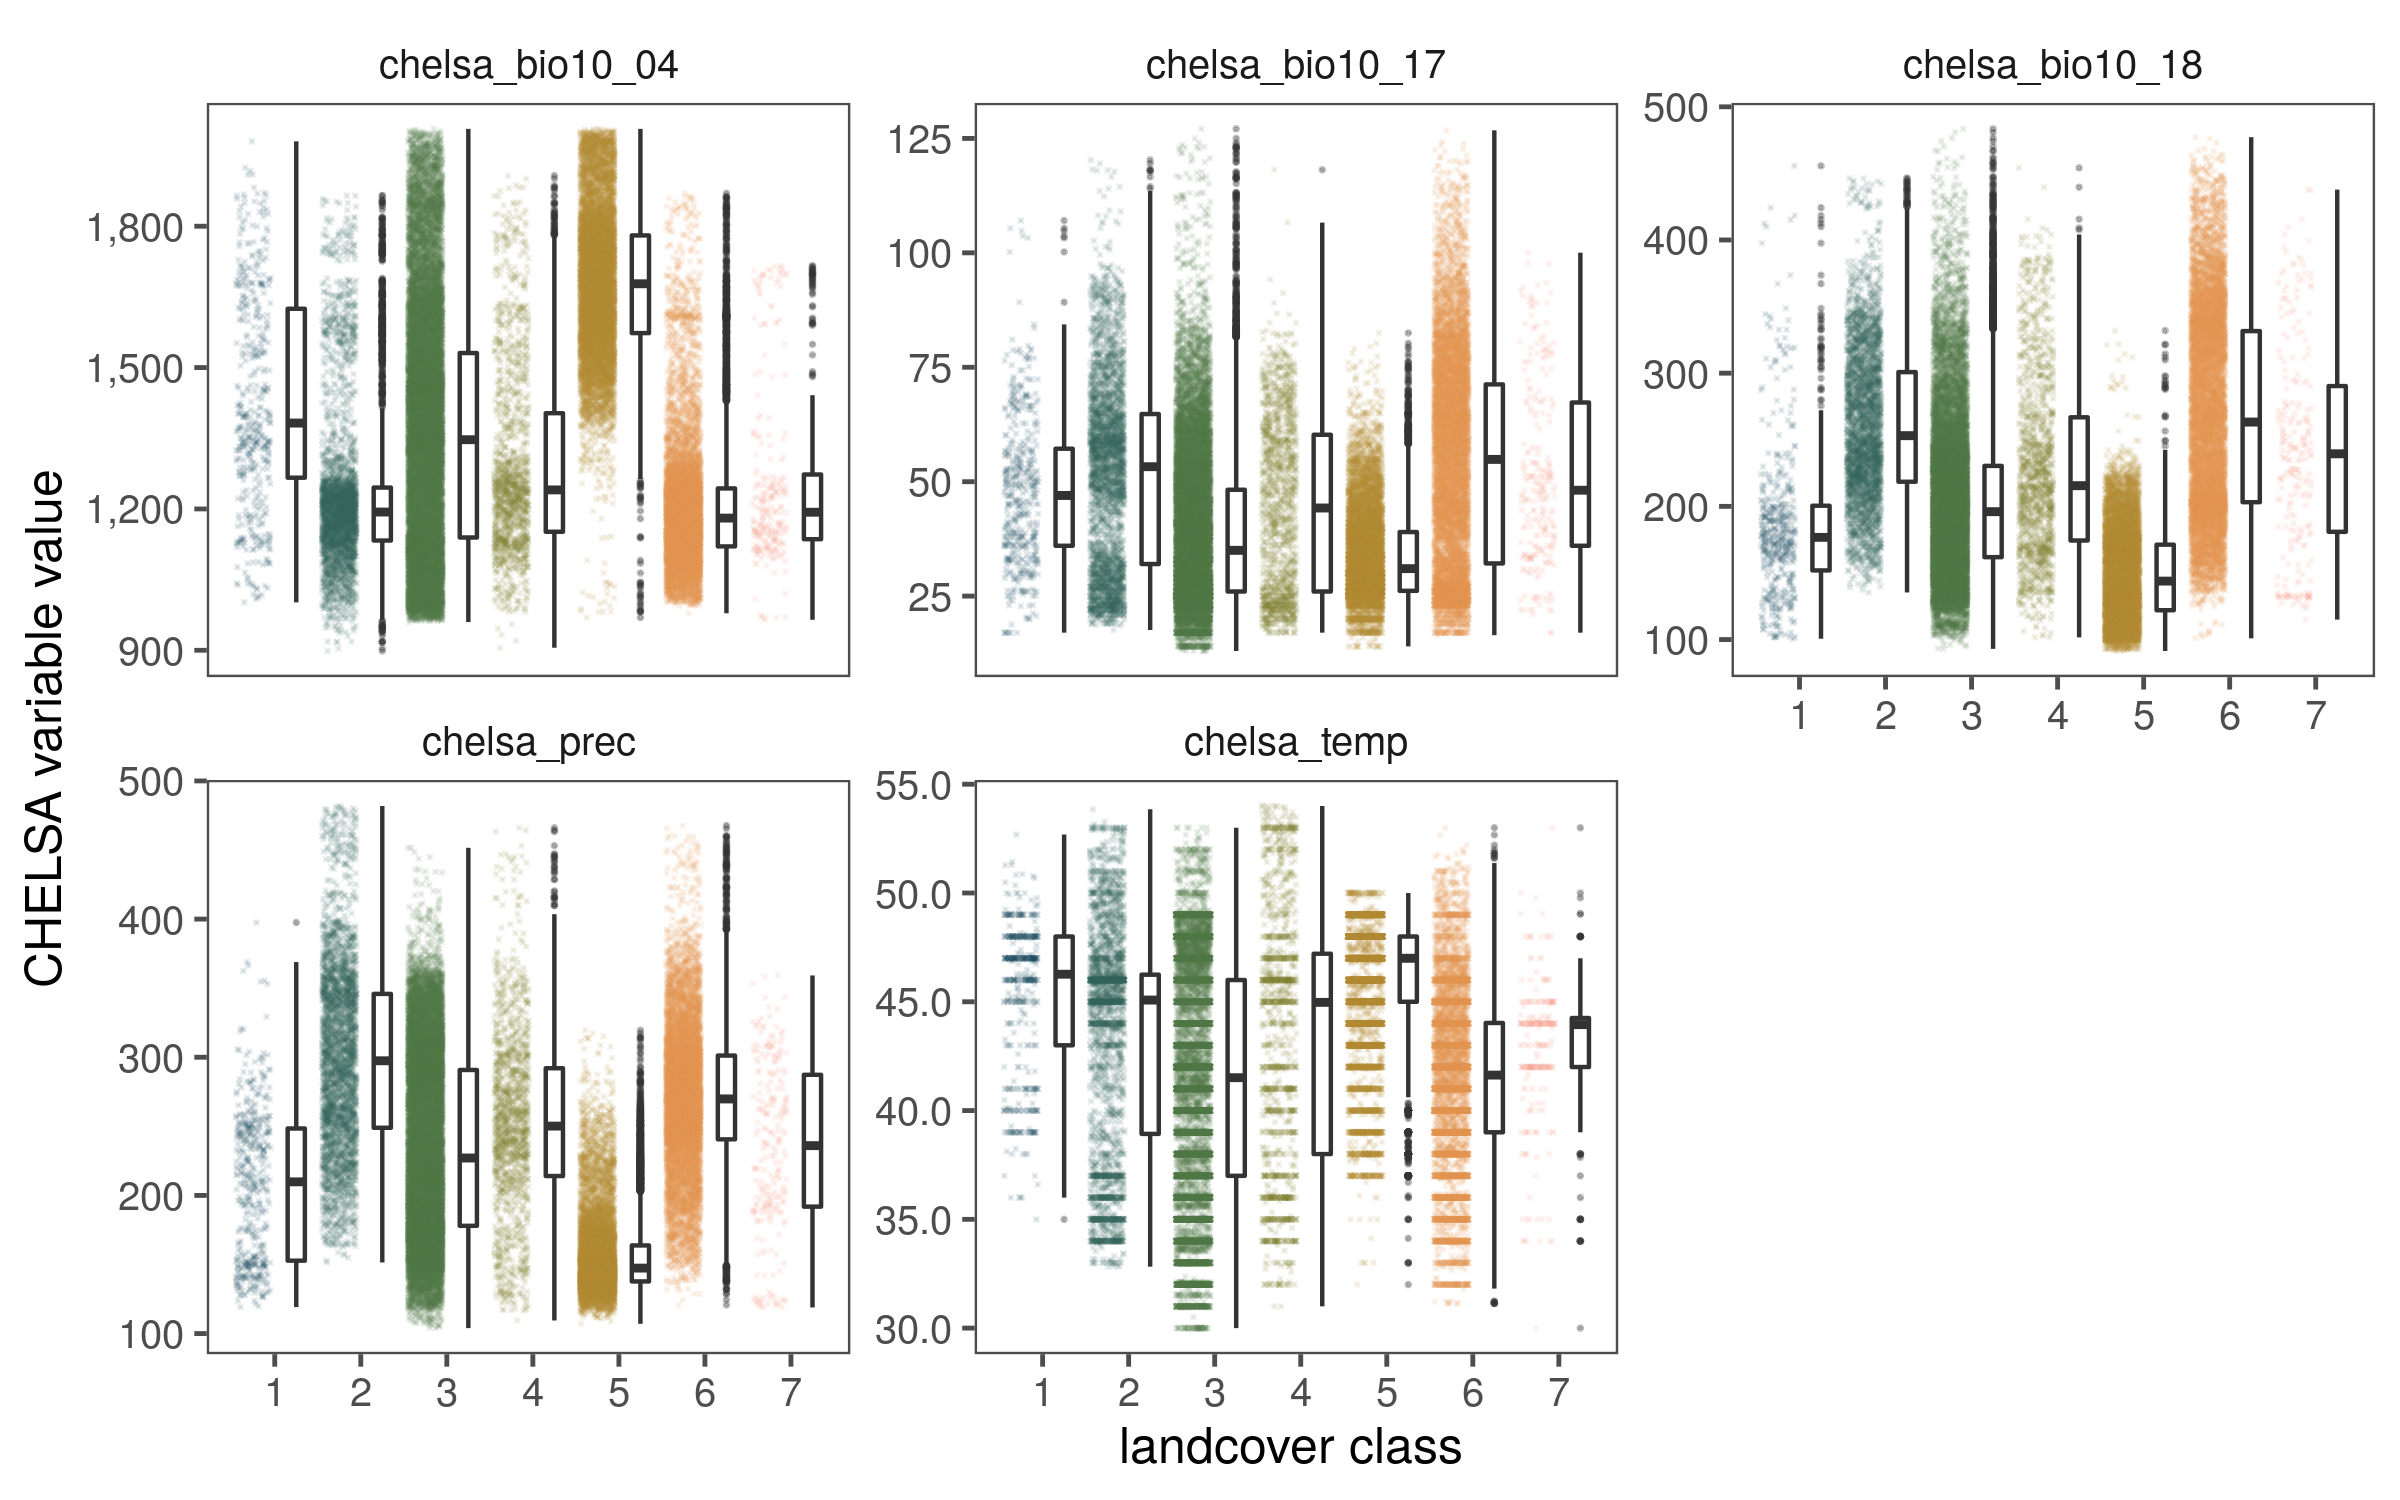 chelsa_bio10_04
chelsa_bio10_17
chelsa_bio10_18
1,800
1,500
1,200
900
125
100
75
50
25
500
400
300
200
100
1 2 3 4 5 6 7
CHELSA variable value
chelsa_prec
chelsa_temp
500
400
300
200
100
55.0
50.0
45.0
40.0
35.0
30.0
1 2 3 4 5 6 7
1 2 3 4 5 6 7
landcover class